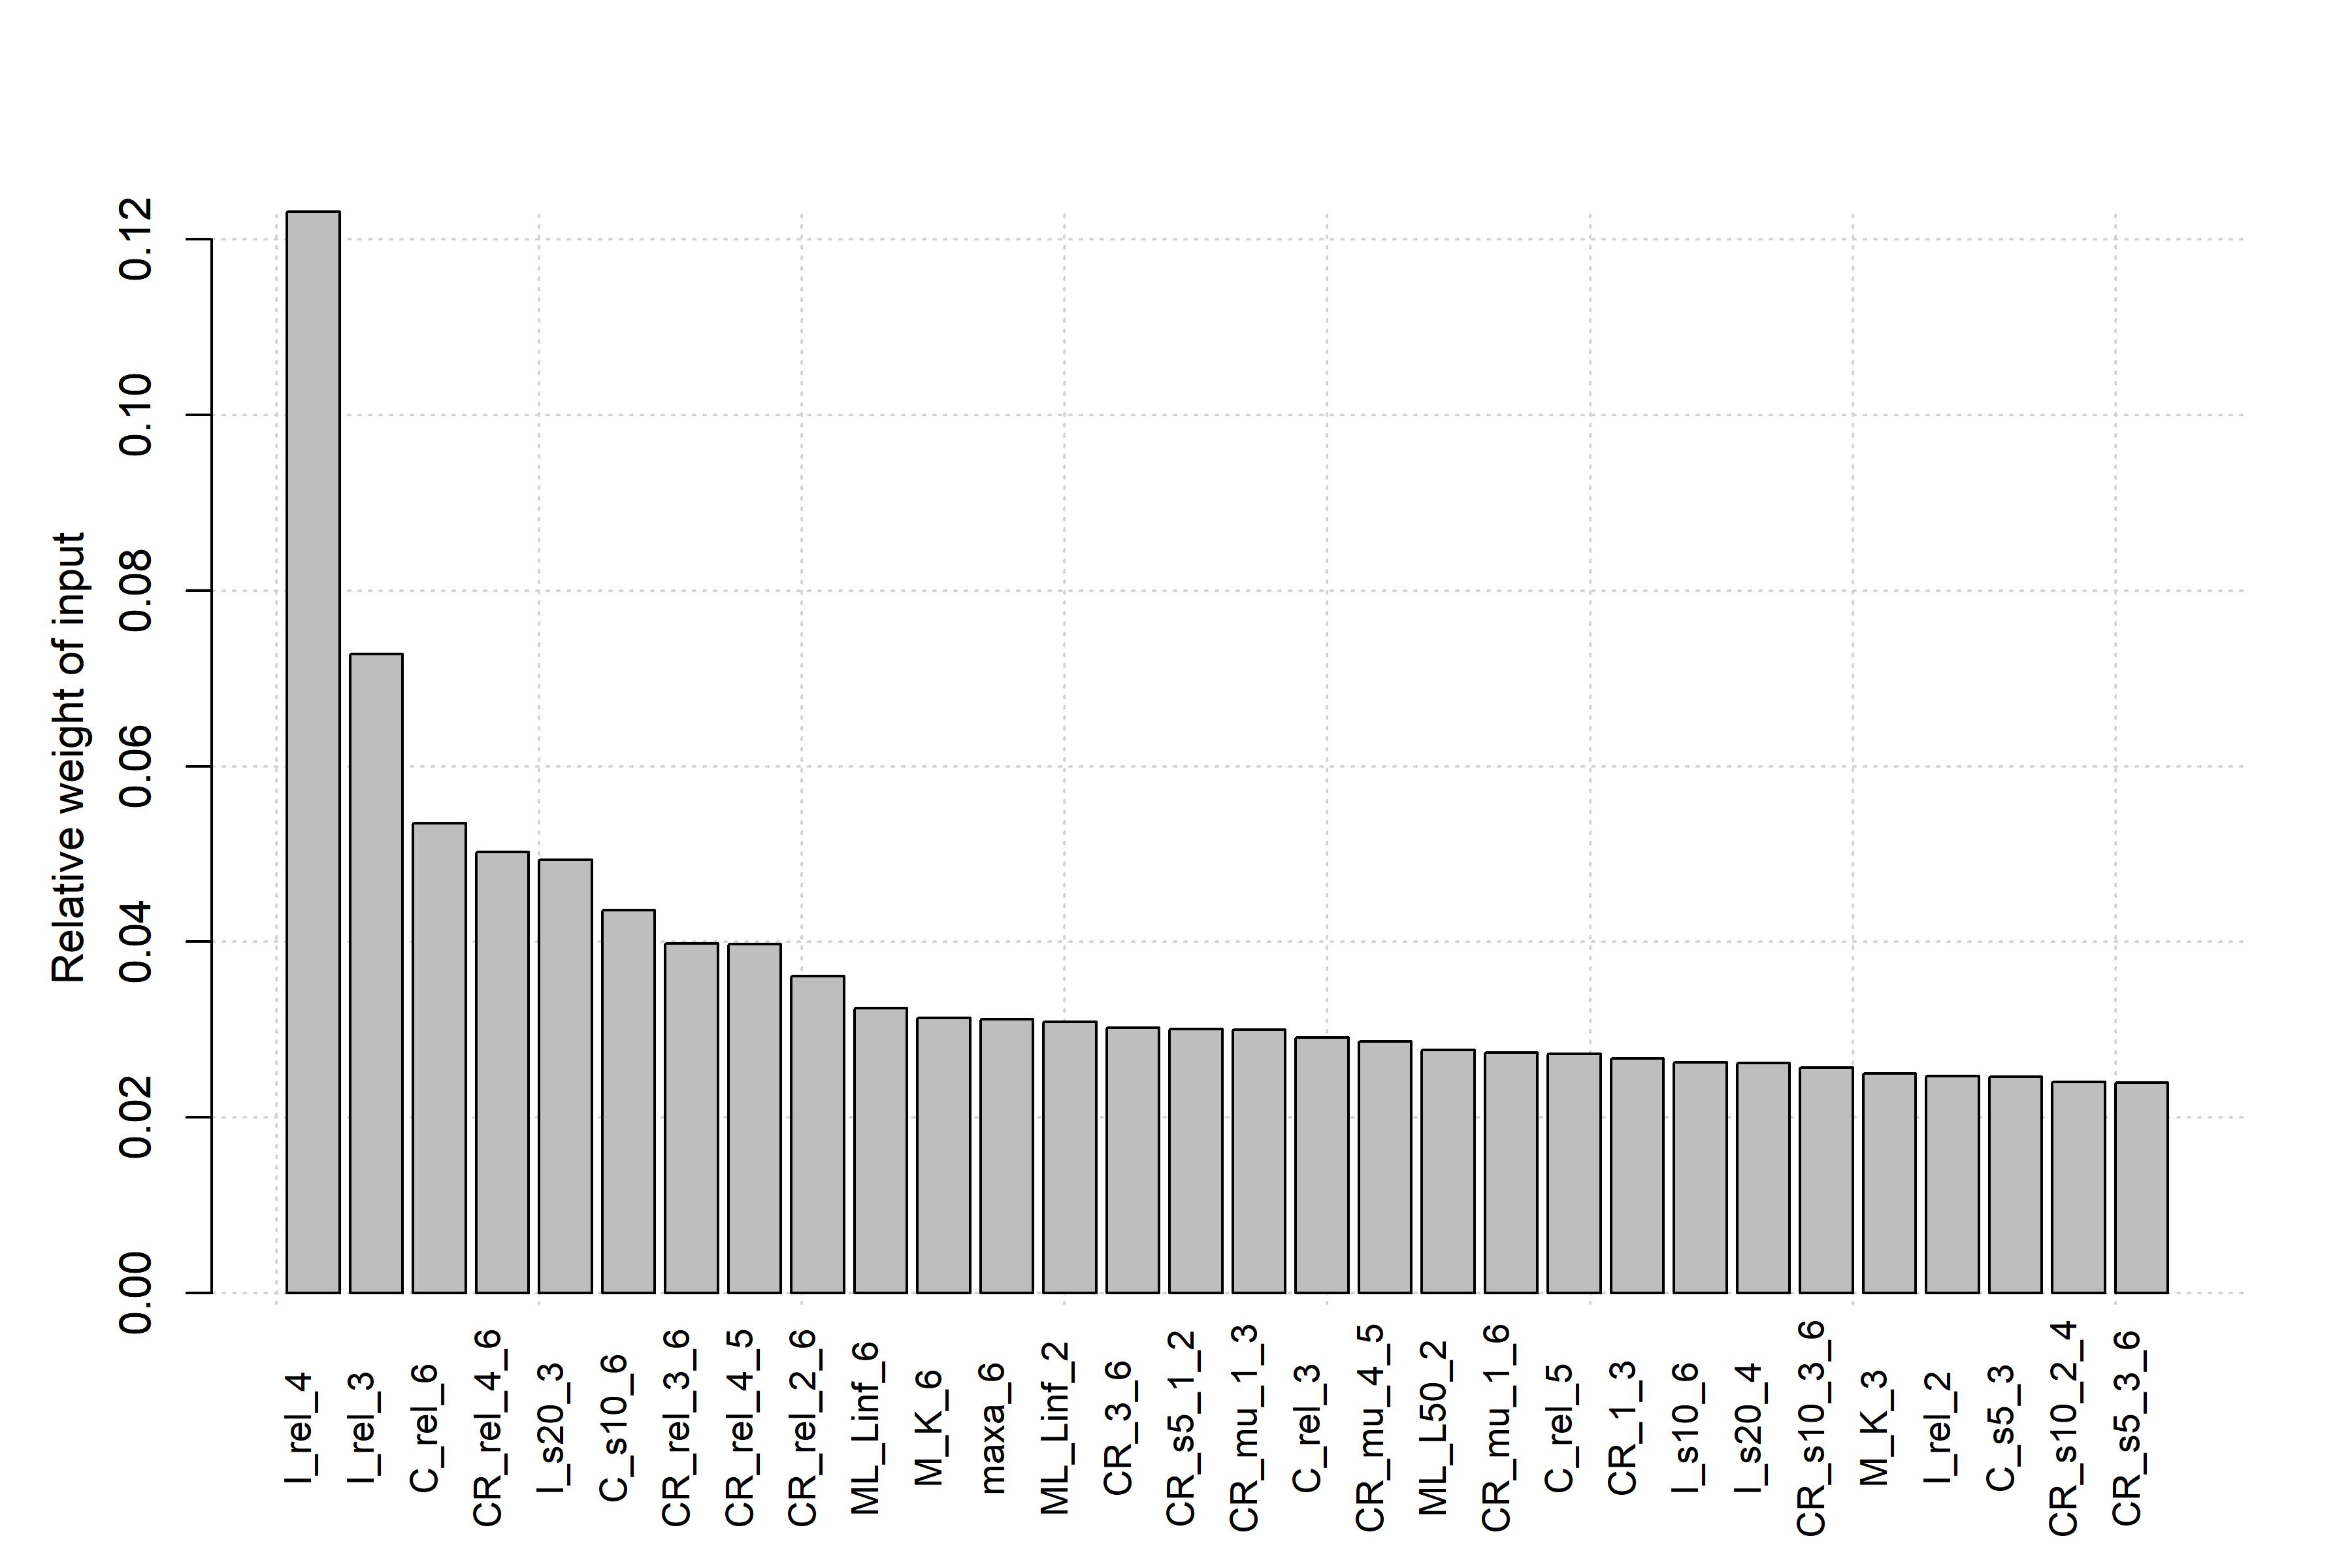 Relative weight of input
0.12
0.10
0.08
0.06
0.04
0.02
0.00
I_rel_4
I_rel_3
C_rel_6
CR_rel_4_6
I_s20_3
C_s10_6
CR_rel_3_6
CR_rel_4_5
CR_rel_2_6
ML_Linf_6
M_K_6
maxa_6
ML_Linf_2
CR_3_6
CR_s5_1_2
CR_mu_1_3
C_rel_3
CR_mu_4_5
ML_L50_2
CR_mu_1_6
C_rel_5
CR_1_3
I_s10_6
I_s20_4
CR_s10_3_6
M_K_3
I_rel_2
C_s5_3
CR_s10_2_4
CR_s5_3_6